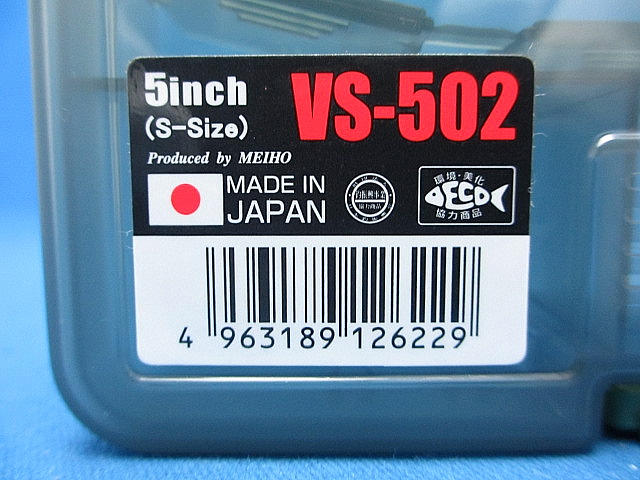 5inch
(S-Size)
VS-502
Produced by MEIHO
MADE IN
JAPAN
環境・美化
ECO
協力商品
4 963189 126229